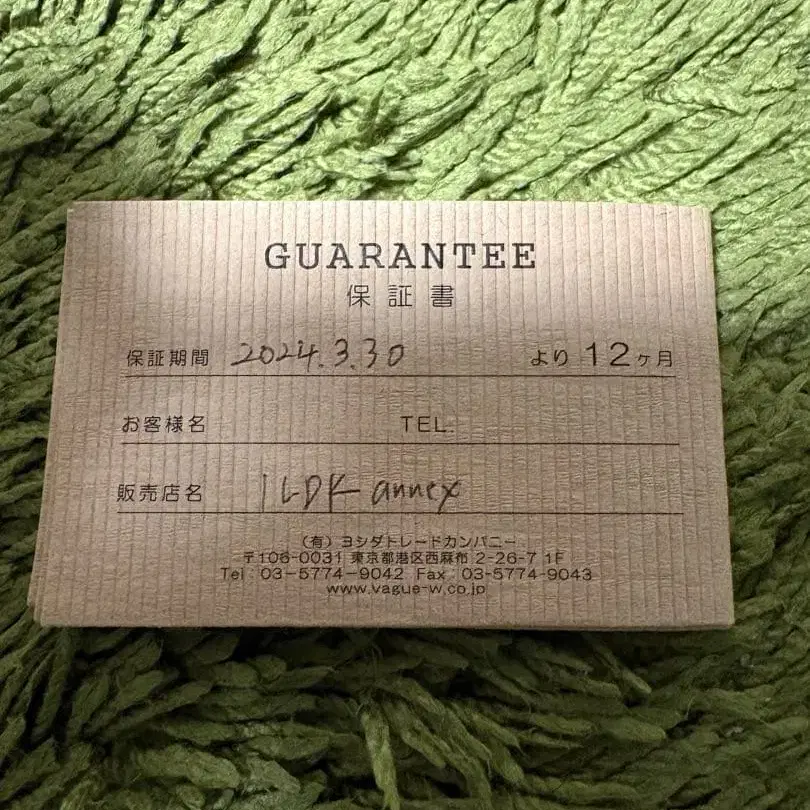 GUARANTEE
保証書
保証期間 2024.3.30 より 12ヶ月
お客様名 TEL.
販売店名 1LDK annex
(有)ヨシダトレードカンパニー
〒106-0031 東京都港区西麻布 2-26-7 1F
Tel : 03-5774-9042 Fax : 03-5774-9043
www.vague-w.co.jp